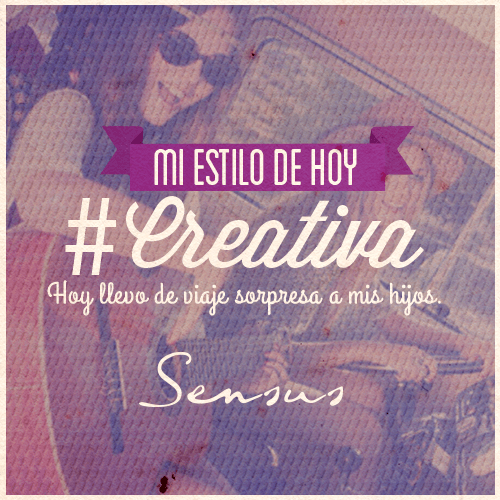 MI ESTILO DE HOY
#Creativa
Hoy llevo de viaje sorpresa a mis hijos.
Sensus